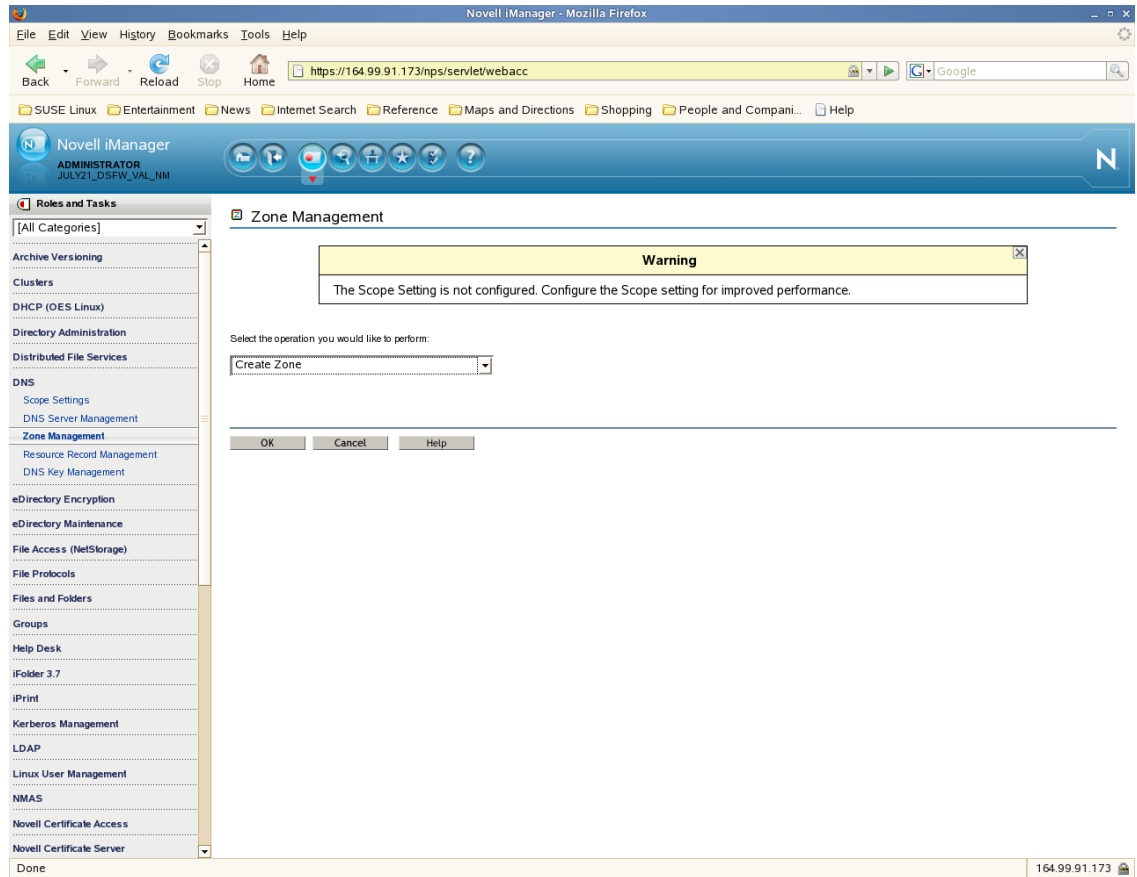 Novell iManager - Mozilla Firefox
File Edit View History Bookmarks Tools Help
Back Forward Reload Stop Home https://164.99.91.173/nps/servlet/webacc G Google
SUSE Linux Entertainment News Internet Search Reference Maps and Directions Shopping People and Compani... Help
N Novell iManager
ADMINISTRATOR
JULY21_DSFW_VAL_NM
N
Roles and Tasks
[All Categories]
Archive Versioning
Clusters
DHCP (OES Linux)
Directory Administration
Distributed File Services
DNS
Scope Settings
DNS Server Management
Zone Management
Resource Record Management
DNS Key Management
eDirectory Encryption
eDirectory Maintenance
File Access (NetStorage)
File Protocols
Files and Folders
Groups
Help Desk
iFolder 3.7
iPrint
Kerberos Management
LDAP
Linux User Management
NMAS
Novell Certificate Access
Novell Certificate Server
Zone Management
Warning
The Scope Setting is not configured. Configure the Scope setting for improved performance.
Select the operation you would like to perform:
Create Zone
OK Cancel Help
Done 164.99.91.173